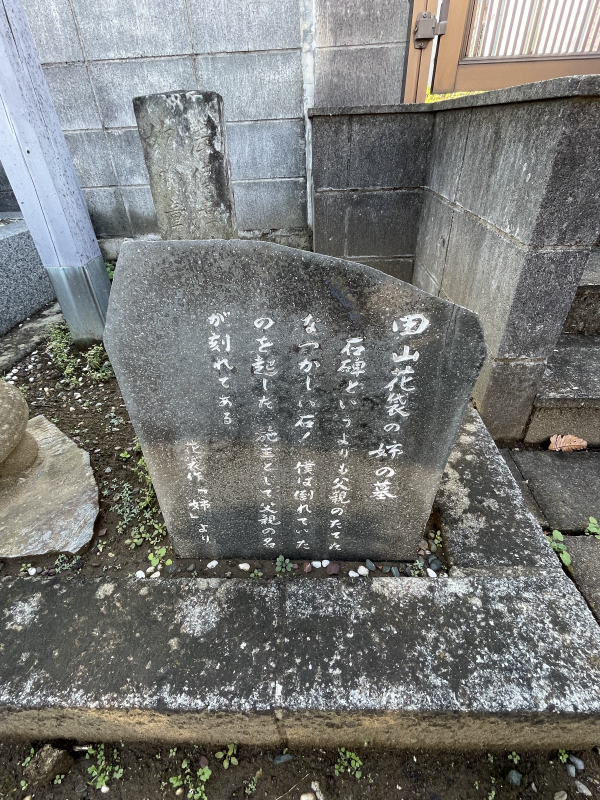 田山花袋の姉の墓
石碑というよりも父親のたてた
なつかしい石！僕は倒れていた
のを起した 施主として父親の名
が刻れてある
花袋作「姉」より